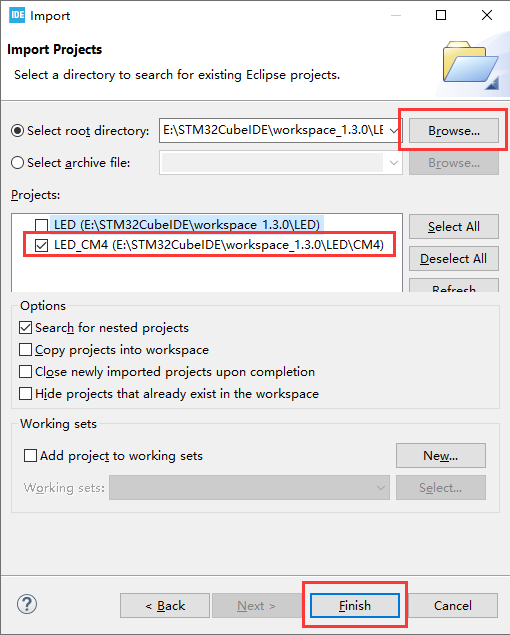 IDE Import
Import Projects
Select a directory to search for existing Eclipse projects.
Select root directory: E:\STM32CubeIDE\workspace_1.3.0\LE Browse...
Select archive file: Browse...
Projects:
LED (E:\STM32CubeIDE\workspace_1.3.0\LED)
LED_CM4 (E:\STM32CubeIDE\workspace_1.3.0\LED\CM4)
Select All
Deselect All
Refresh
Options
Search for nested projects
Copy projects into workspace
Close newly imported projects upon completion
Hide projects that already exist in the workspace
Working sets
Add project to working sets New...
Working sets: Select...
? < Back Next > Finish Cancel